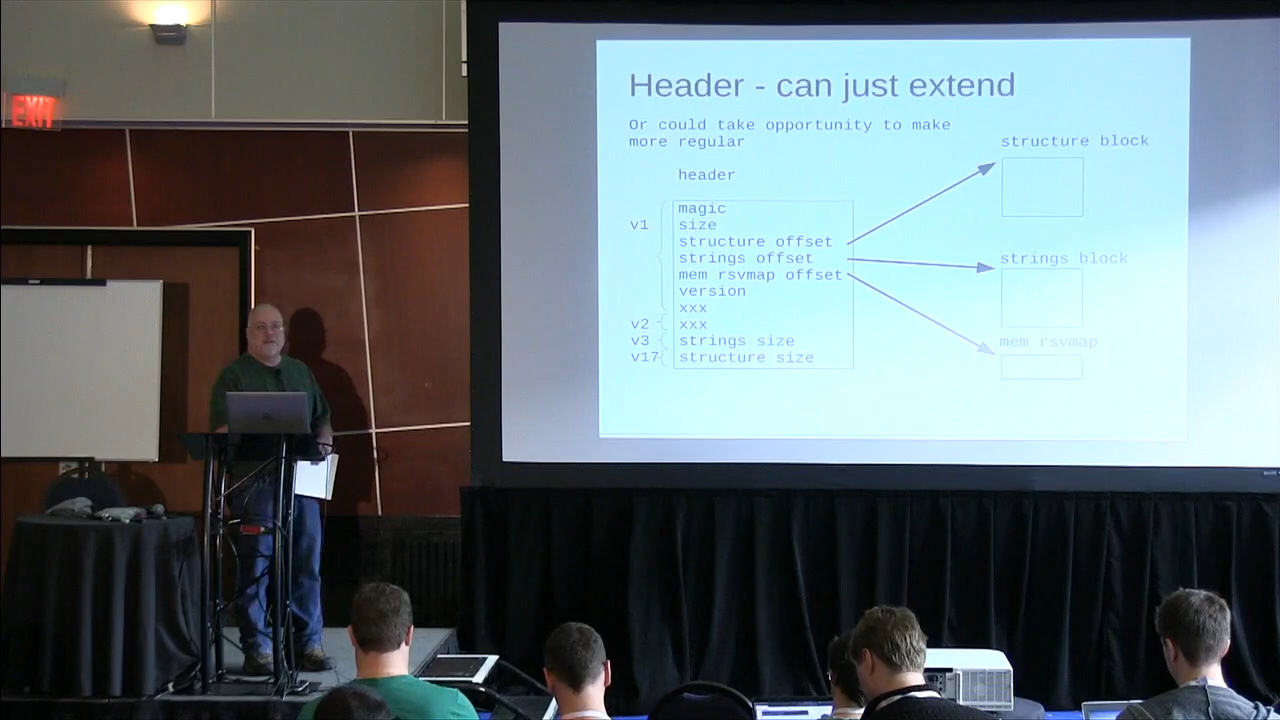 EXIT
Header - can just extend
Or could take opportunity to make
more regular
header
v1
magic
size
structure offset
strings offset
mem rsvmap offset
version
xxx
v2 xxx
v3 strings size
v17 structure size
structure block
strings block
mem rsvmap